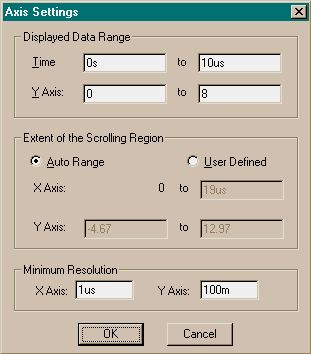 Axis Settings
Displayed Data Range
Time 0s to 10us
Y Axis: 0 to 8
Extent of the Scrolling Region
Auto Range User Defined
X Axis: 0 to 19us
Y Axis: -4.67 to 12.97
Minimum Resolution
X Axis: 1us Y Axis: 100m
OK Cancel